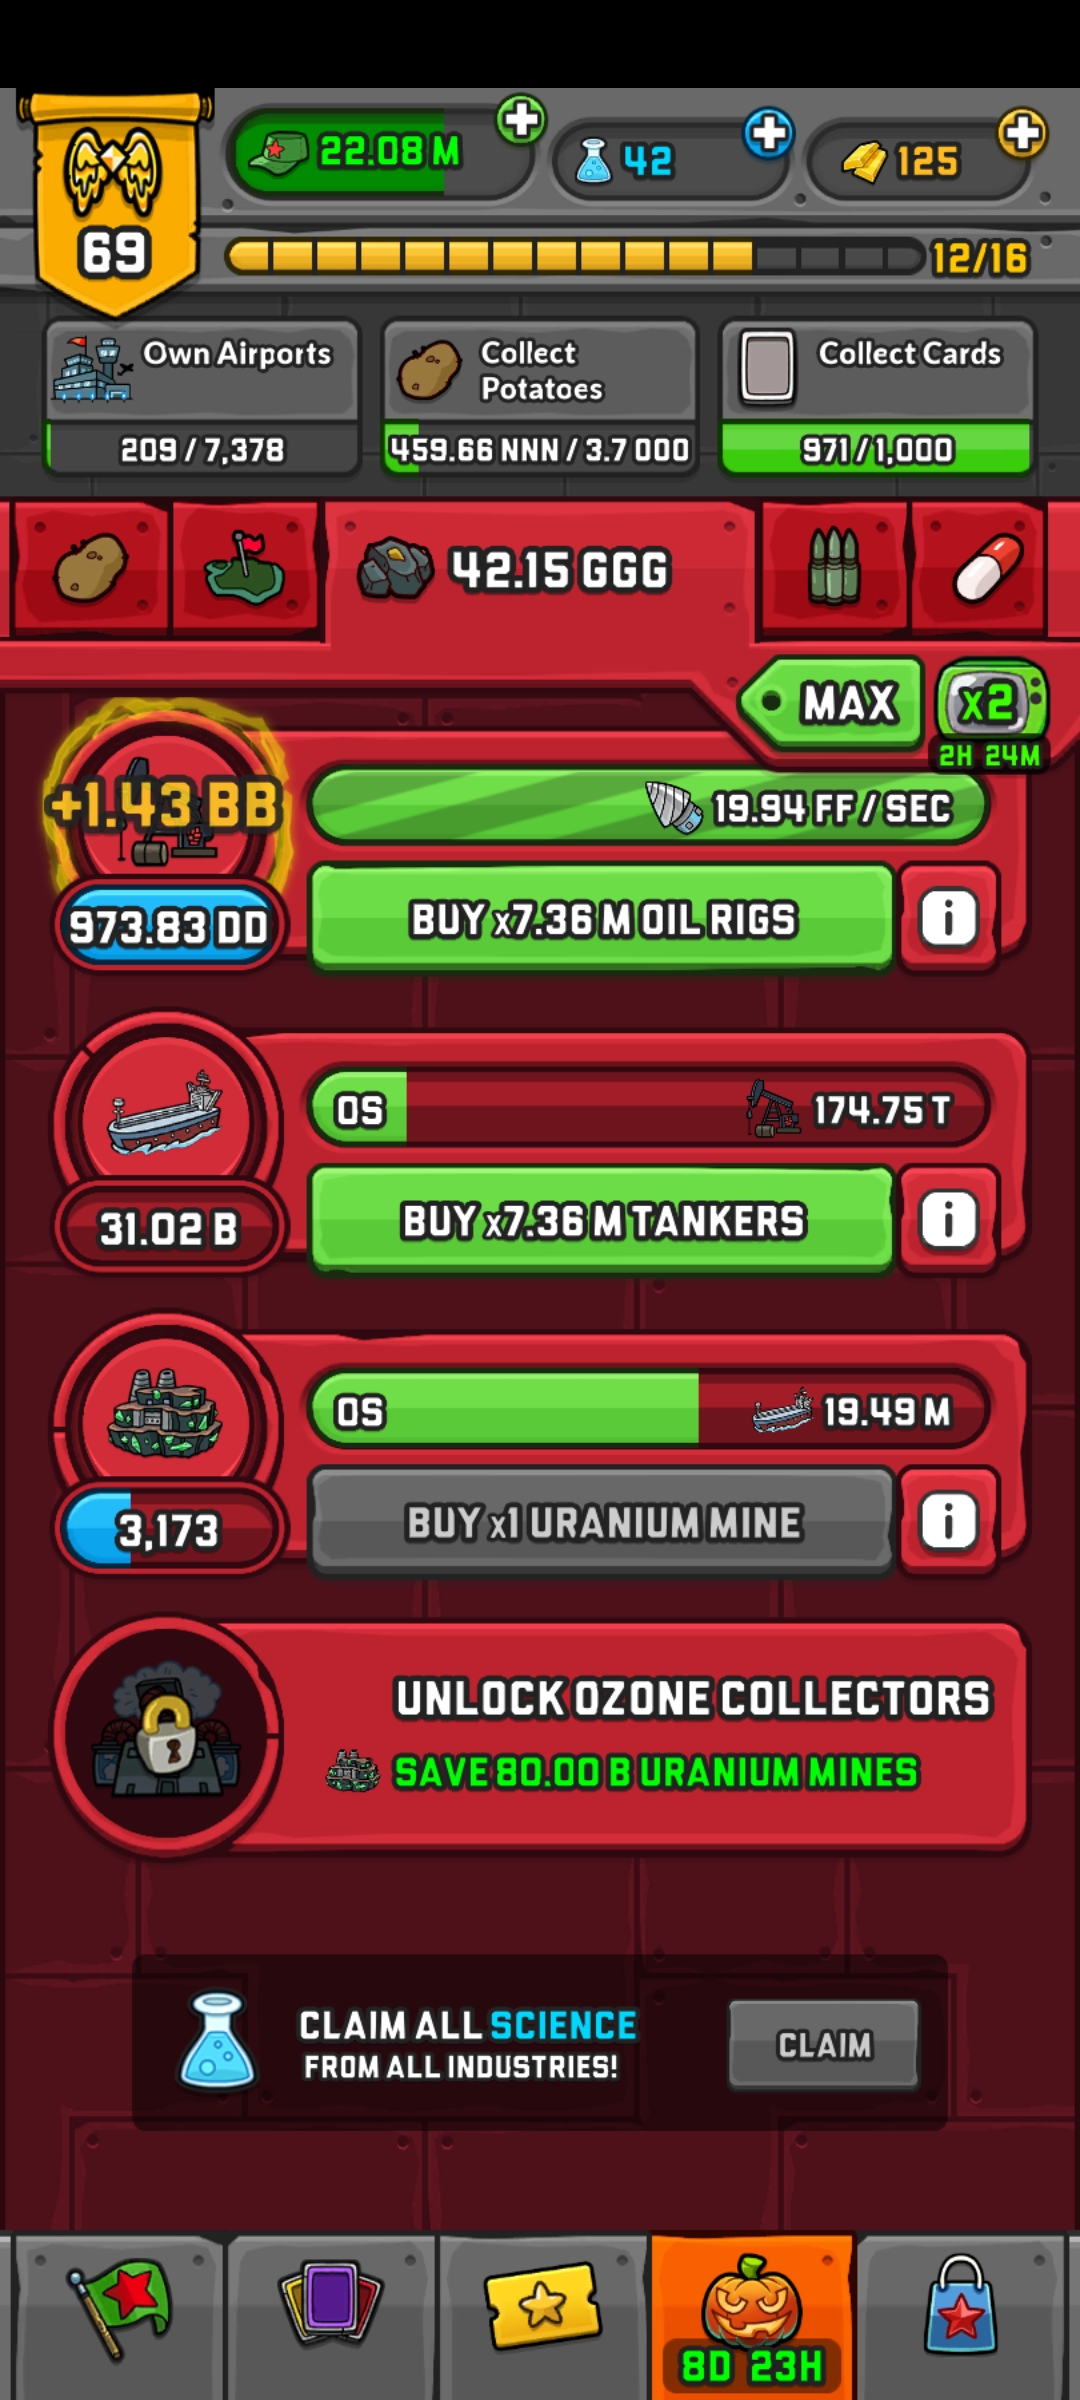 69
22.08 M
42
125
12/16
Own Airports
209 / 7,378
Collect
Potatoes
459.66 NNN / 3.7 OOO
Collect Cards
971 / 1,000
42.15 GGG
MAX
x2
2H 24M
+1.43 BB
19.94 FF / SEC
973.83 DD
BUY x7.36 M OIL RIGS
i
0S
174.75 T
31.02 B
BUY x7.36 M TANKERS
i
0S
19.49 M
3,173
BUY x1 URANIUM MINE
i
UNLOCK OZONE COLLECTORS
SAVE 80.00 B URANIUM MINES
CLAIM ALL SCIENCE
FROM ALL INDUSTRIES!
CLAIM
8D 23H